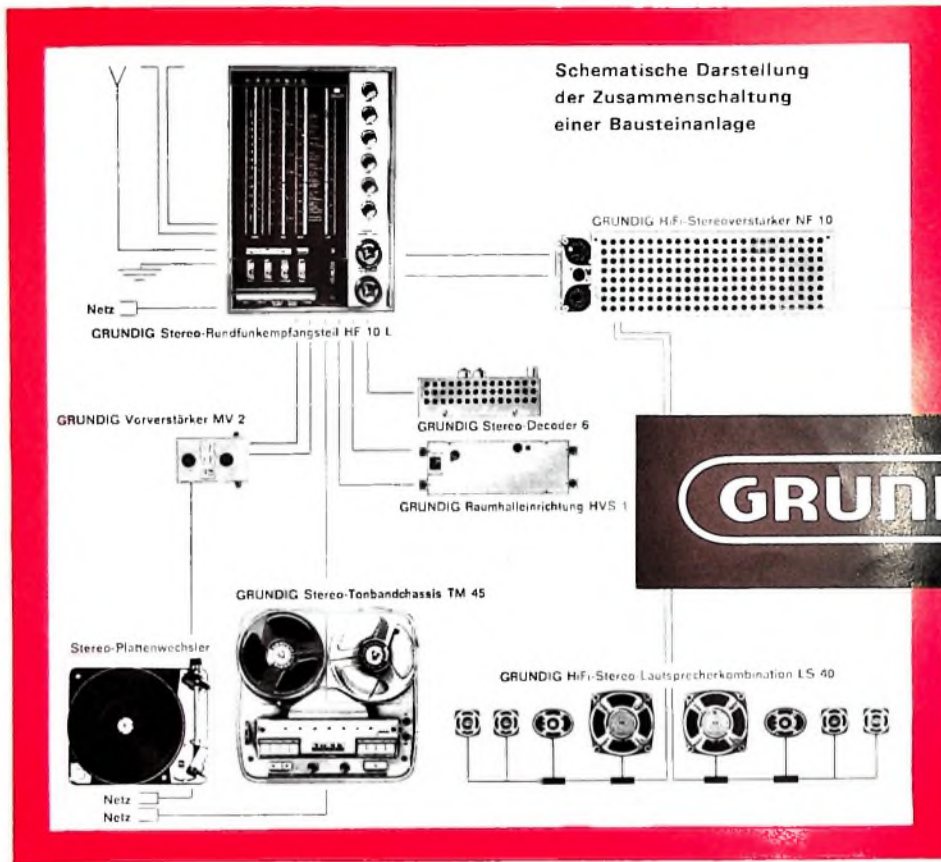 Schematische Darstellung
der Zusammenschaltung
einer Bausteinanlage
GRUNDIG HiFi-Stereoverstärker NF 10
Netz
GRUNDIG Stereo-Rundfunkempfangsteil HF 10 L
GRUNDIG Vorverstärker MV 2
GRUNDIG Stereo-Decoder 6
GRUNDIG Raumhalleinrichtung HVS 1
GRUNDI
GRUNDIG Stereo-Tonbandchassis TM 45
Stereo-Plattenwechsler
GRUNDIG HiFi-Stereo-Lautsprecherkombination LS 40
Netz
Netz